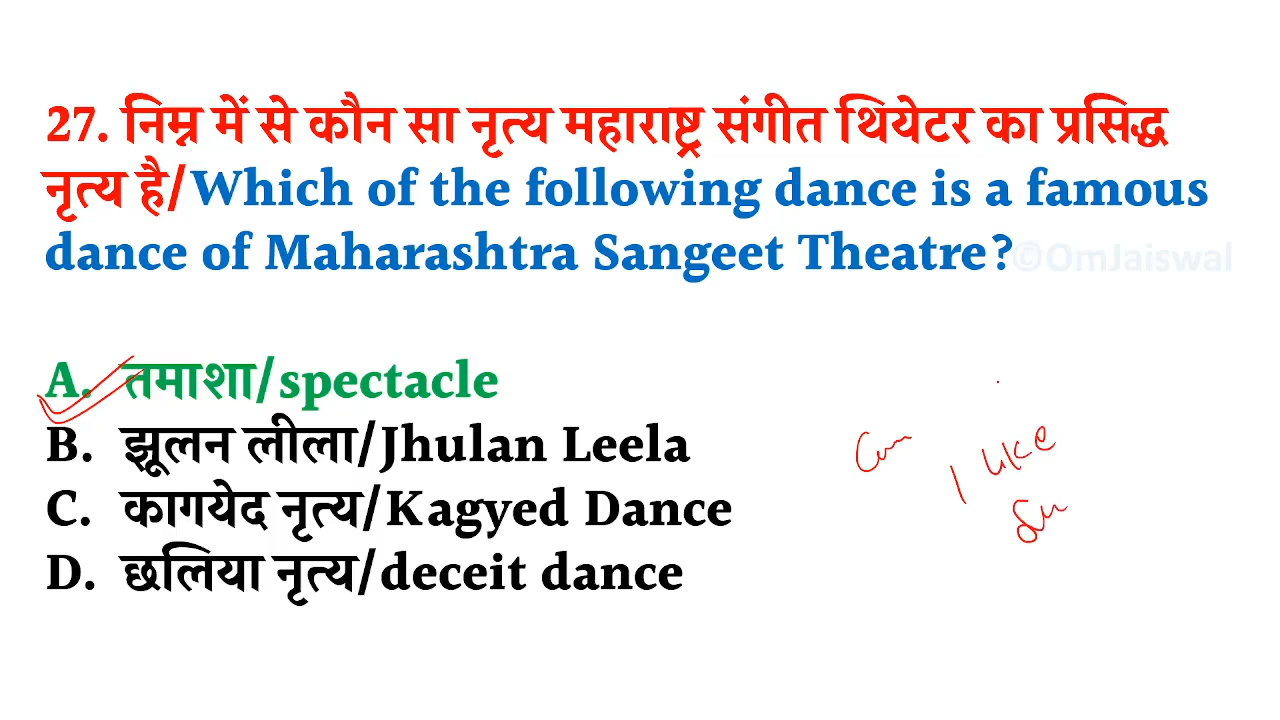 27. निम्न में से कौन सा नृत्य महाराष्ट्र संगीत थियेटर का प्रसिद्ध
नृत्य है/Which of the following dance is a famous
dance of Maharashtra Sangeet Theatre?
©OmJaiswal
A. तमाशा/spectacle
B. झूलन लीला/Jhulan Leela
C. कागयेद नृत्य/Kagyed Dance
D. छलिया नृत्य/deceit dance
I like